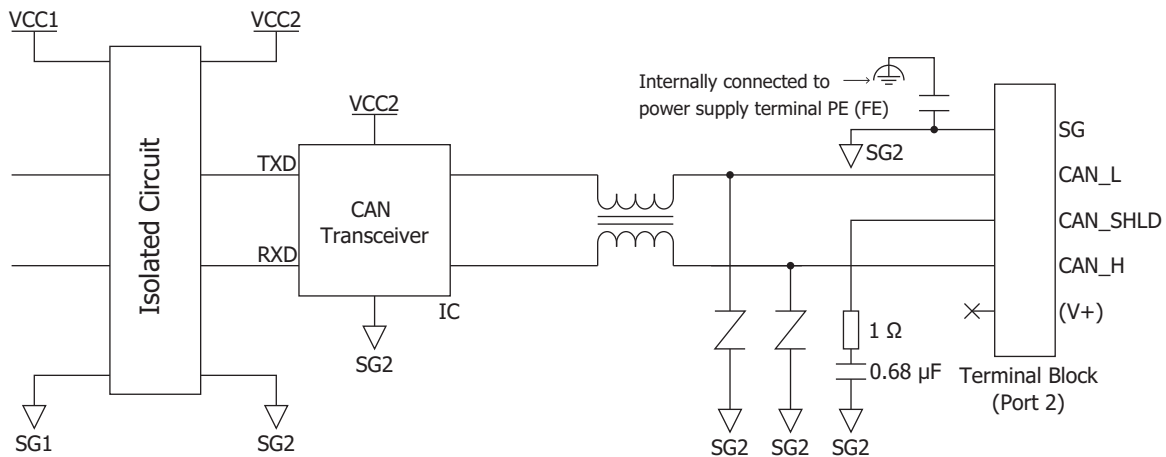 VCC1
VCC2
Isolated Circuit
SG1
SG2
TXD
RXD
VCC2
CAN
Transceiver
IC
SG2
Internally connected to
power supply terminal PE (FE)
SG2
SG
CAN_L
CAN_SHLD
CAN_H
(V+)
1 Ω
0.68 µF
SG2
SG2
SG2
Terminal Block
(Port 2)